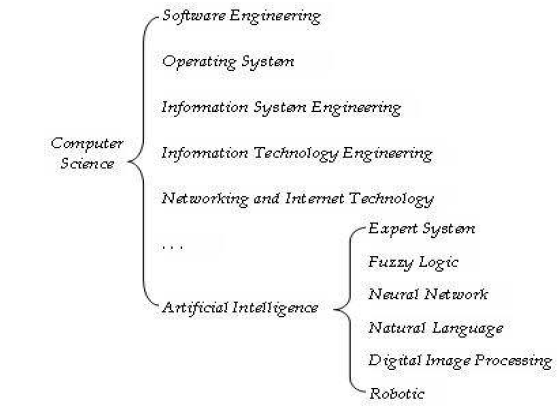 Software Engineering
Operating System
Information System Engineering
Computer
Science
Information Technology Engineering
Networking and Internet Technology
. . .
Artificial Intelligence
Expert System
Fuzzy Logic
Neural Network
Natural Language
Digital Image Processing
Robotic